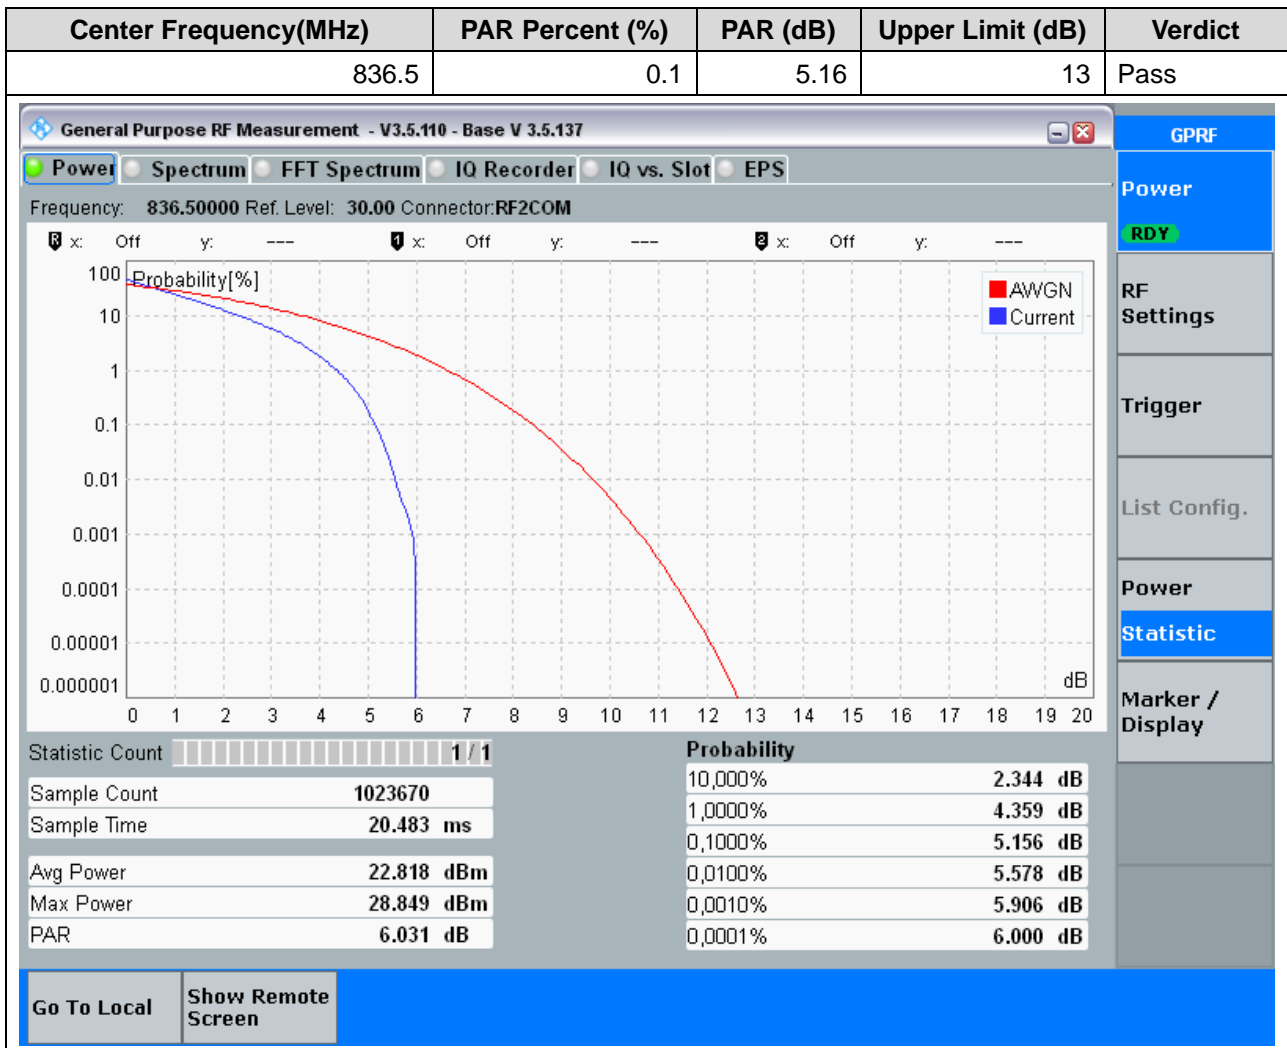 Center Frequency(MHz) PAR Percent (%) PAR (dB) Upper Limit (dB) Verdict
836.5 0.1 5.16 13 Pass
General Purpose RF Measurement - V3.5.110 - Base V 3.5.137
GPRF
Power Spectrum FFT Spectrum IQ Recorder IQ vs. Slot EPS
Frequency: 836.50000 Ref. Level: 30.00 Connector:RF2COM
R x: Off y: --- 1 x: Off y: --- 2 x: Off y: ---
Probability[%]
AWGN
Current
100
10
1
0.1
0.01
0.001
0.0001
0.00001
0.000001
dB
0 1 2 3 4 5 6 7 8 9 10 11 12 13 14 15 16 17 18 19 20
Statistic Count 1 / 1
Sample Count 1023670
Sample Time 20.483 ms
Avg Power 22.818 dBm
Max Power 28.849 dBm
PAR 6.031 dB
Probability
10,000% 2.344 dB
1,0000% 4.359 dB
0,1000% 5.156 dB
0,0100% 5.578 dB
0,0010% 5.906 dB
0,0001% 6.000 dB
Power
RDY
RF
Settings
Trigger
List Config.
Power
Statistic
Marker /
Display
Go To Local
Show Remote
Screen